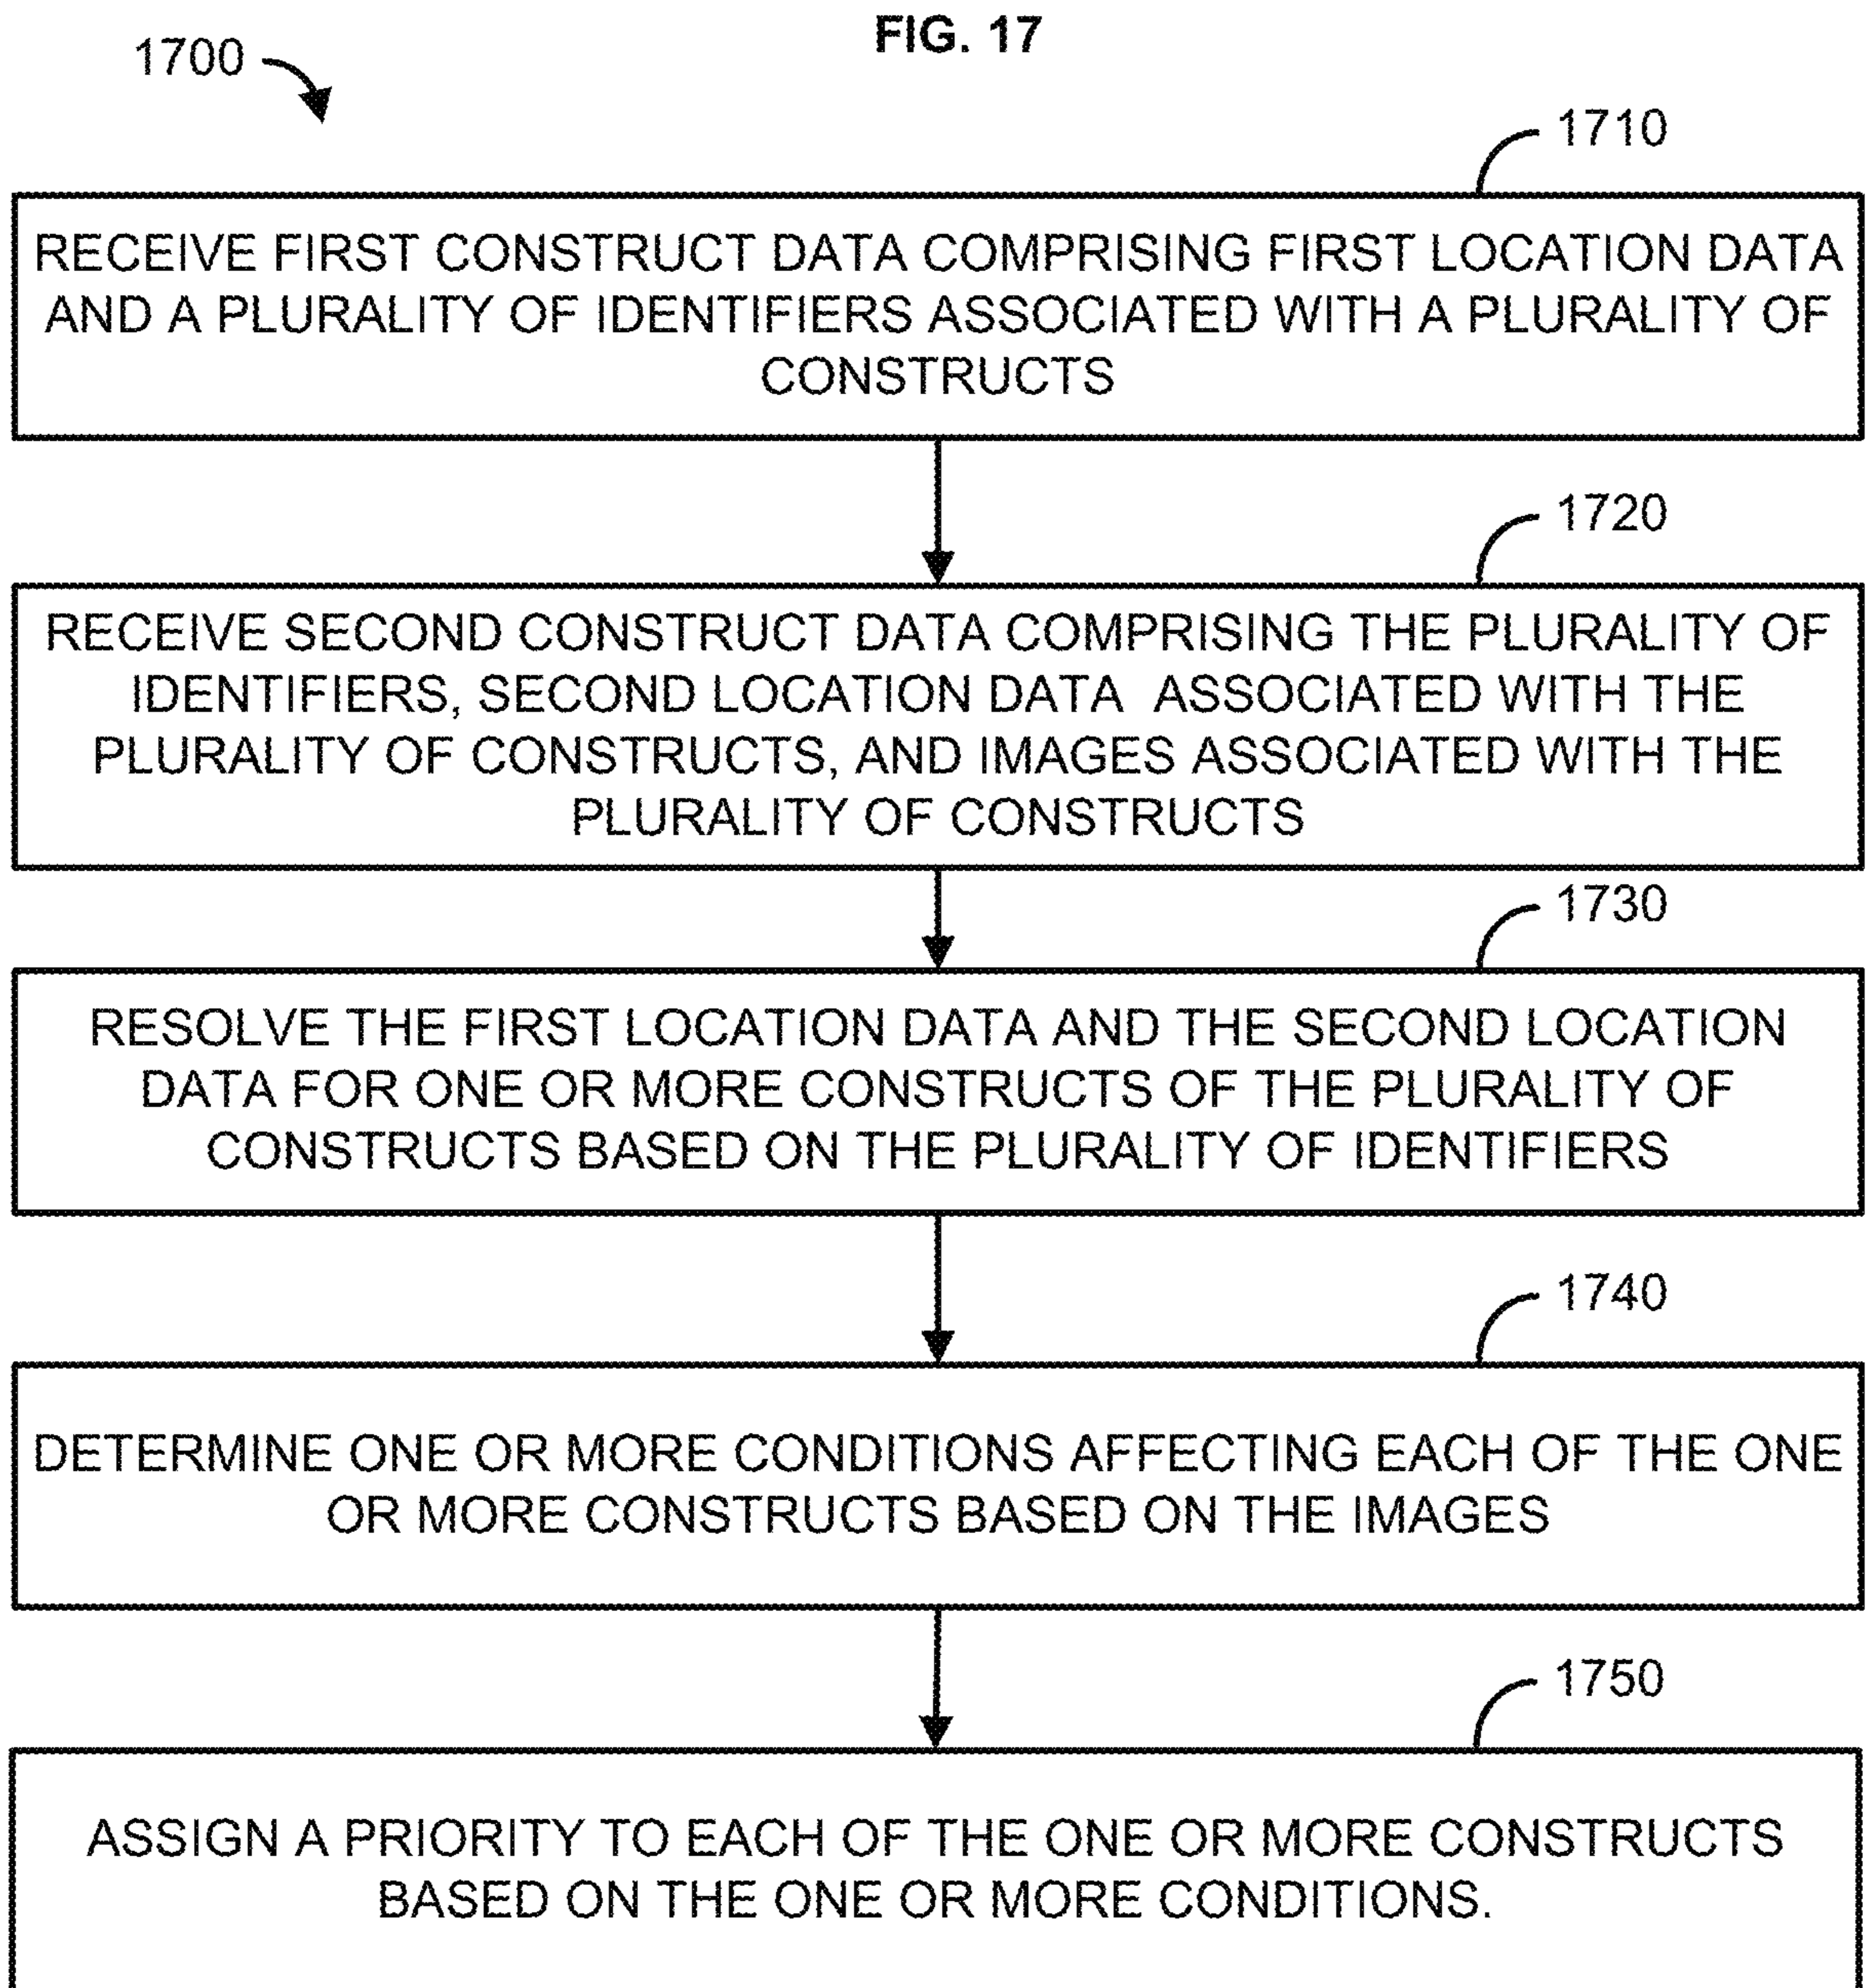 FIG. 17
1700
1710
RECEIVE FIRST CONSTRUCT DATA COMPRISING FIRST LOCATION DATA
AND A PLURALITY OF IDENTIFIERS ASSOCIATED WITH A PLURALITY OF
CONSTRUCTS
1720
RECEIVE SECOND CONSTRUCT DATA COMPRISING THE PLURALITY OF
IDENTIFIERS, SECOND LOCATION DATA ASSOCIATED WITH THE
PLURALITY OF CONSTRUCTS, AND IMAGES ASSOCIATED WITH THE
PLURALITY OF CONSTRUCTS
1730
RESOLVE THE FIRST LOCATION DATA AND THE SECOND LOCATION
DATA FOR ONE OR MORE CONSTRUCTS OF THE PLURALITY OF
CONSTRUCTS BASED ON THE PLURALITY OF IDENTIFIERS
1740
DETERMINE ONE OR MORE CONDITIONS AFFECTING EACH OF THE ONE
OR MORE CONSTRUCTS BASED ON THE IMAGES
1750
ASSIGN A PRIORITY TO EACH OF THE ONE OR MORE CONSTRUCTS
BASED ON THE ONE OR MORE CONDITIONS.